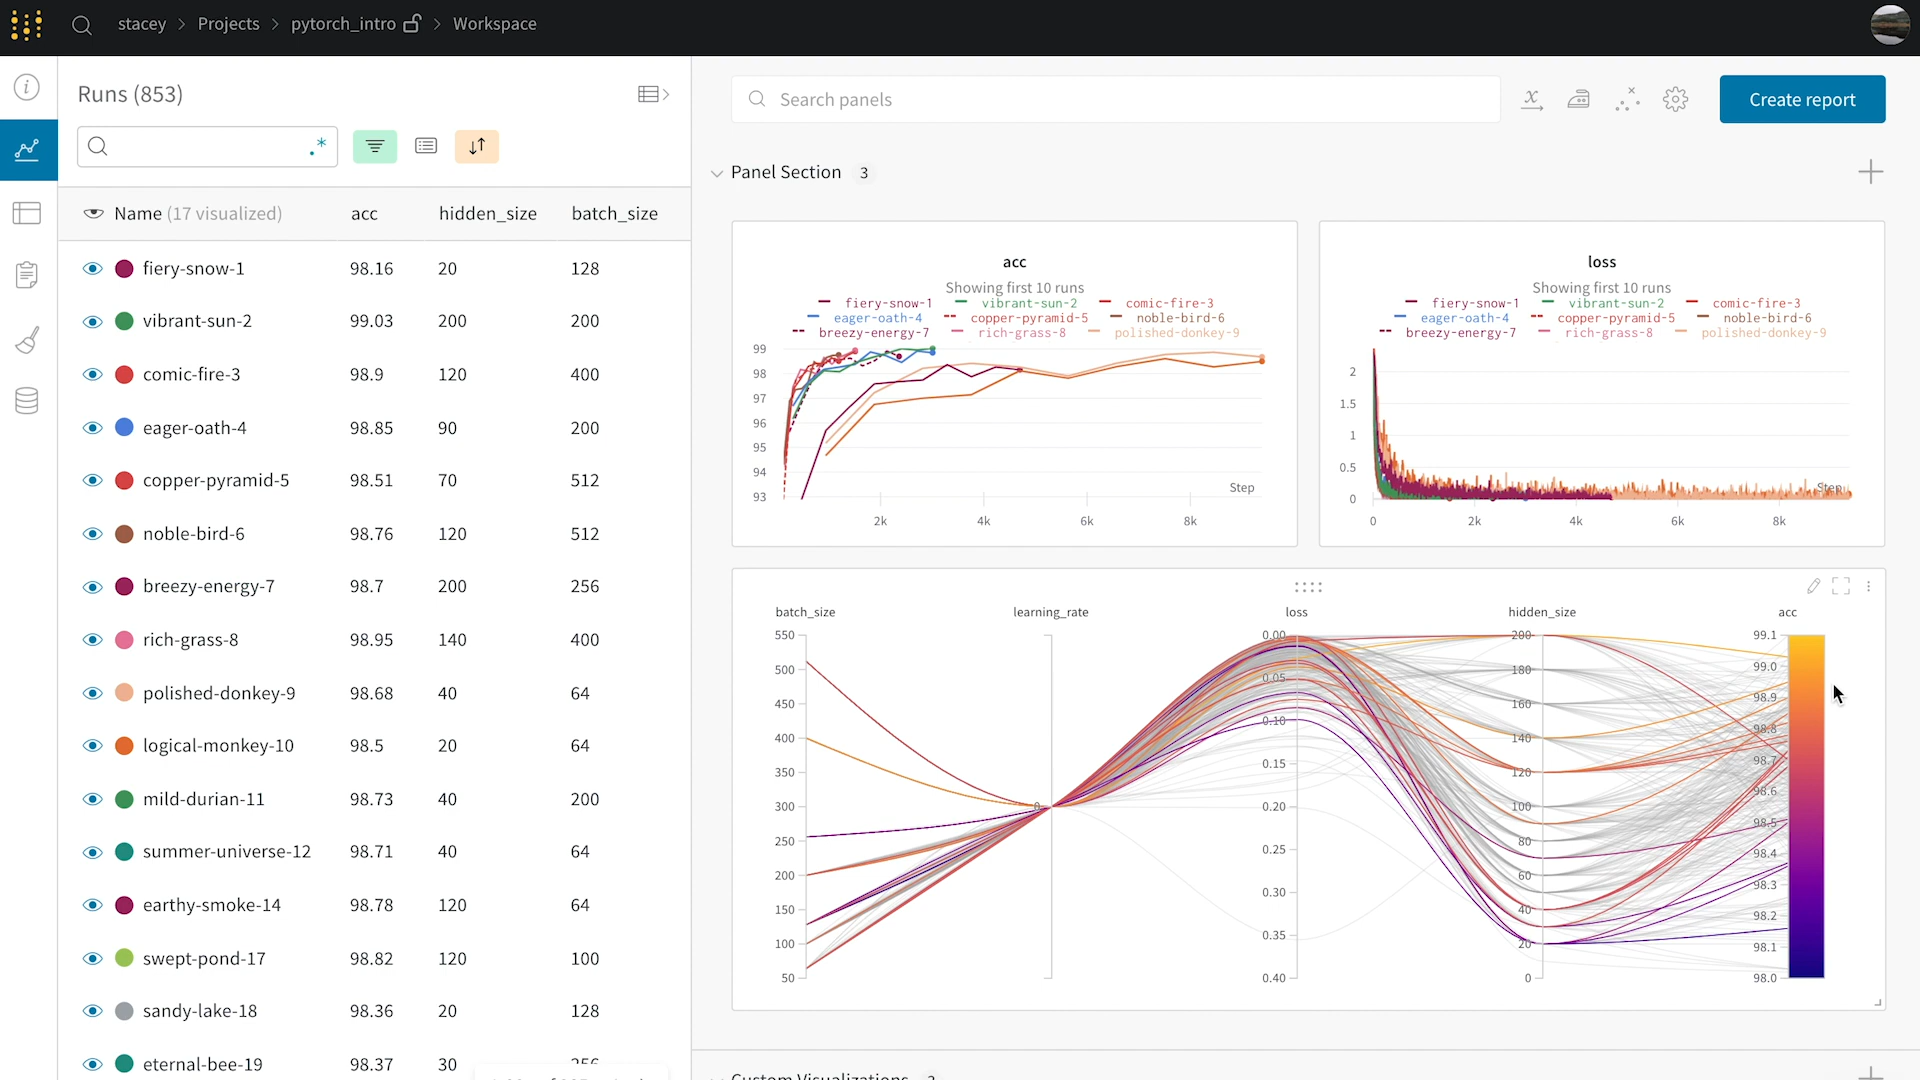 stacey > Projects > pytorch_intro > Workspace
Runs (853)
Search panels
Create report
Panel Section 3
Name (17 visualized) acc hidden_size batch_size
fiery-snow-1 98.16 20 128
vibrant-sun-2 99.03 200 200
comic-fire-3 98.9 120 400
eager-oath-4 98.85 90 200
copper-pyramid-5 98.51 70 512
noble-bird-6 98.76 120 512
breezy-energy-7 98.7 200 256
rich-grass-8 98.95 140 400
polished-donkey-9 98.68 40 64
logical-monkey-10 98.5 20 64
mild-durian-11 98.73 40 200
summer-universe-12 98.71 40 64
earthy-smoke-14 98.78 120 64
swept-pond-17 98.82 120 100
sandy-lake-18 98.36 20 128
eternal-bee-19 98.37 30 256
acc
Showing first 10 runs
fiery-snow-1 vibrant-sun-2 comic-fire-3
eager-oath-4 copper-pyramid-5 noble-bird-6
breezy-energy-7 rich-grass-8 polished-donkey-9
99
98
97
96
95
94
93
Step
2k 4k 6k 8k
loss
Showing first 10 runs
fiery-snow-1 vibrant-sun-2 comic-fire-3
eager-oath-4 copper-pyramid-5 noble-bird-6
breezy-energy-7 rich-grass-8 polished-donkey-9
2
1.5
1
0.5
0
Step
0 2k 4k 6k 8k
batch_size learning_rate loss hidden_size acc
550
500
450
400
350
300
250
200
150
100
50
0
0.00
0.05
0.10
0.15
0.20
0.25
0.30
0.35
0.40
200
180
160
140
120
100
80
60
40
20
0
99.1
99.0
98.9
98.8
98.7
98.6
98.5
98.4
98.3
98.2
98.1
98.0
Custom Visualizations